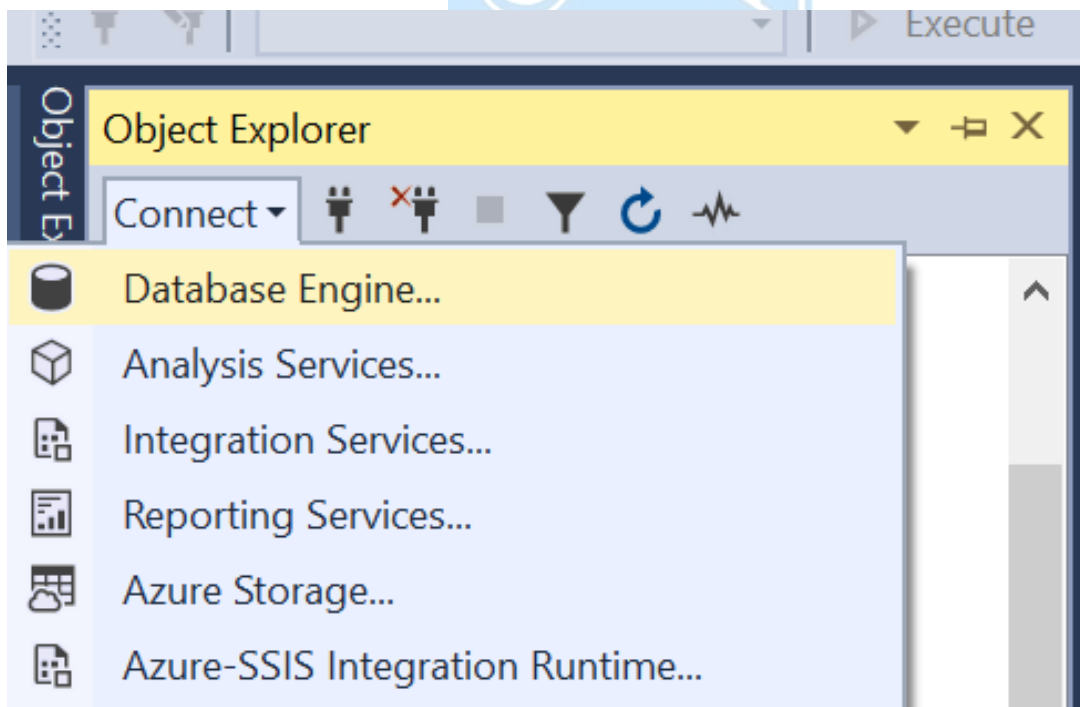 Execute
Object Ex
Object Explorer
Connect
Database Engine...
Analysis Services...
Integration Services...
Reporting Services...
Azure Storage...
Azure-SSIS Integration Runtime...